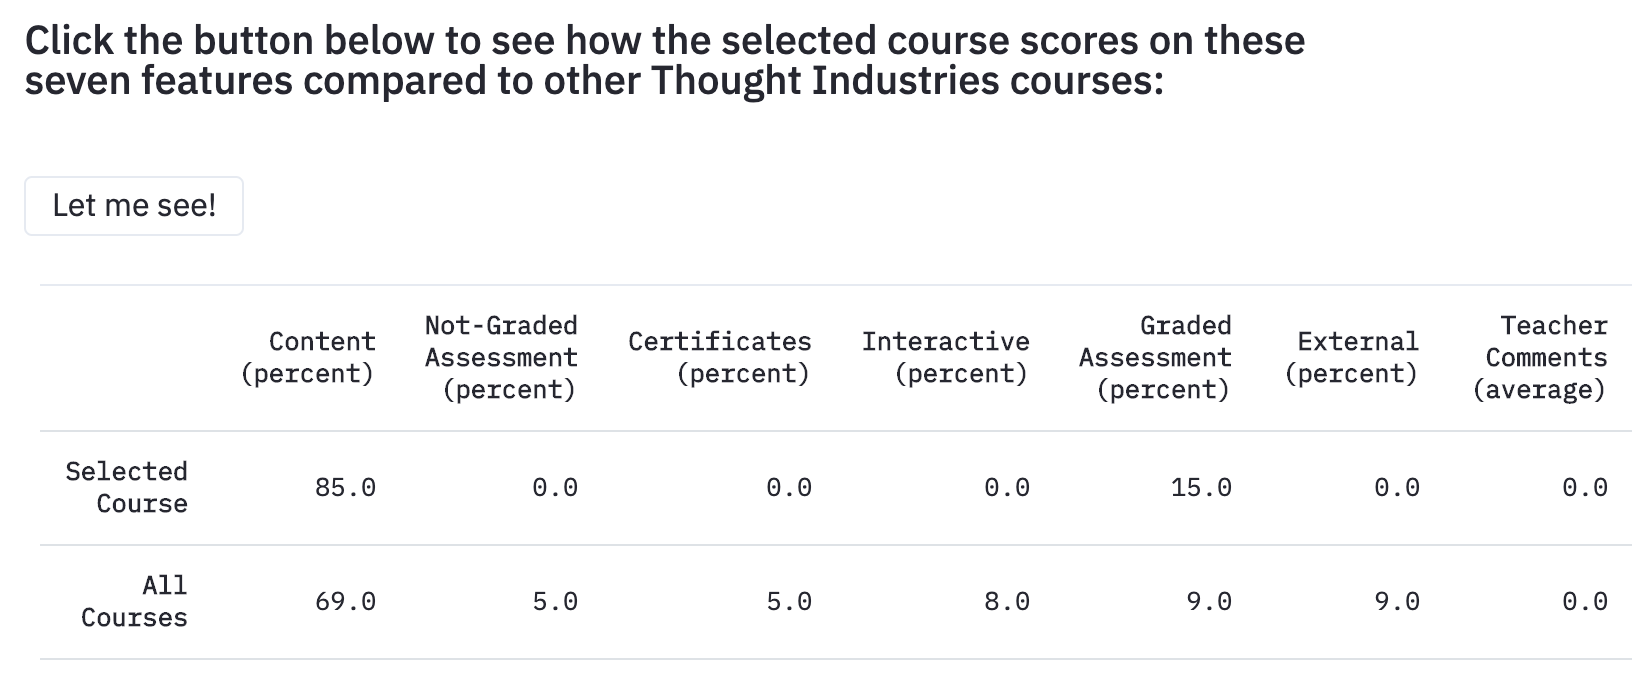 Click the button below to see how the selected course scores on these
seven features compared to other Thought Industries courses:
Let me see!
Content (percent) Not-Graded Assessment (percent) Certificates (percent) Interactive (percent) Graded Assessment (percent) External (percent) Teacher Comments (average)
Selected Course 85.0 0.0 0.0 0.0 15.0 0.0 0.0
All Courses 69.0 5.0 5.0 8.0 9.0 9.0 0.0